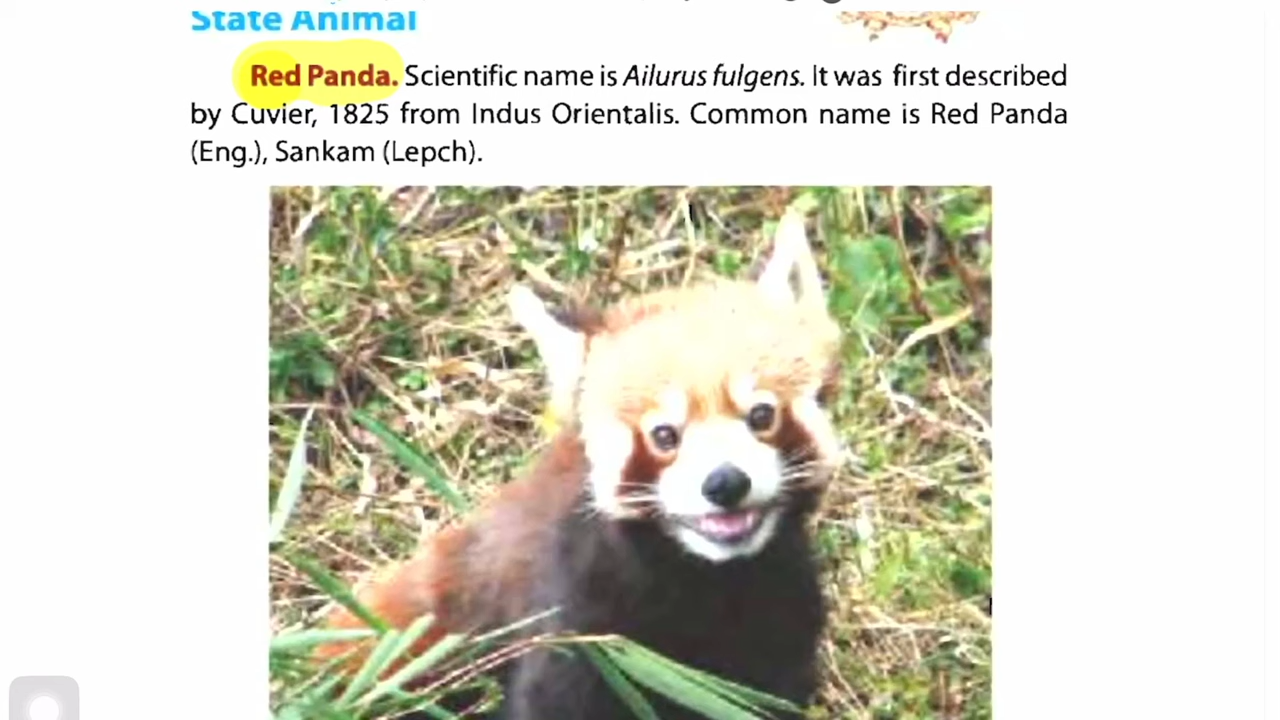 State Animal
Red Panda. Scientific name is Ailurus fulgens. It was first described
by Cuvier, 1825 from Indus Orientalis. Common name is Red Panda
(Eng.), Sankam (Lepch).